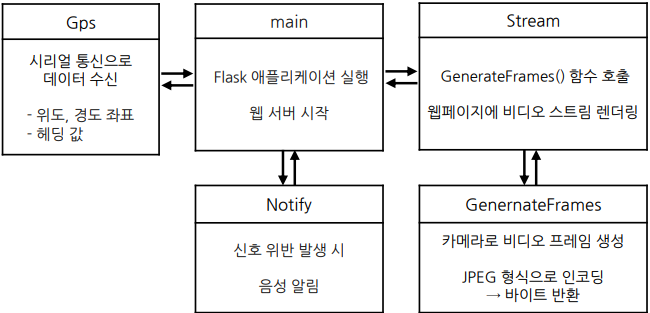 Gps
시리얼 통신으로
데이터 수신
- 위도, 경도 좌표
- 헤딩 값
main
Flask 애플리케이션 실행
웹 서버 시작
Stream
GenerateFrames() 함수 호출
웹페이지에 비디오 스트림 렌더링
Notify
신호 위반 발생 시
음성 알림
GenernateFrames
카메라로 비디오 프레임 생성
JPEG 형식으로 인코딩
→ 바이트 반환